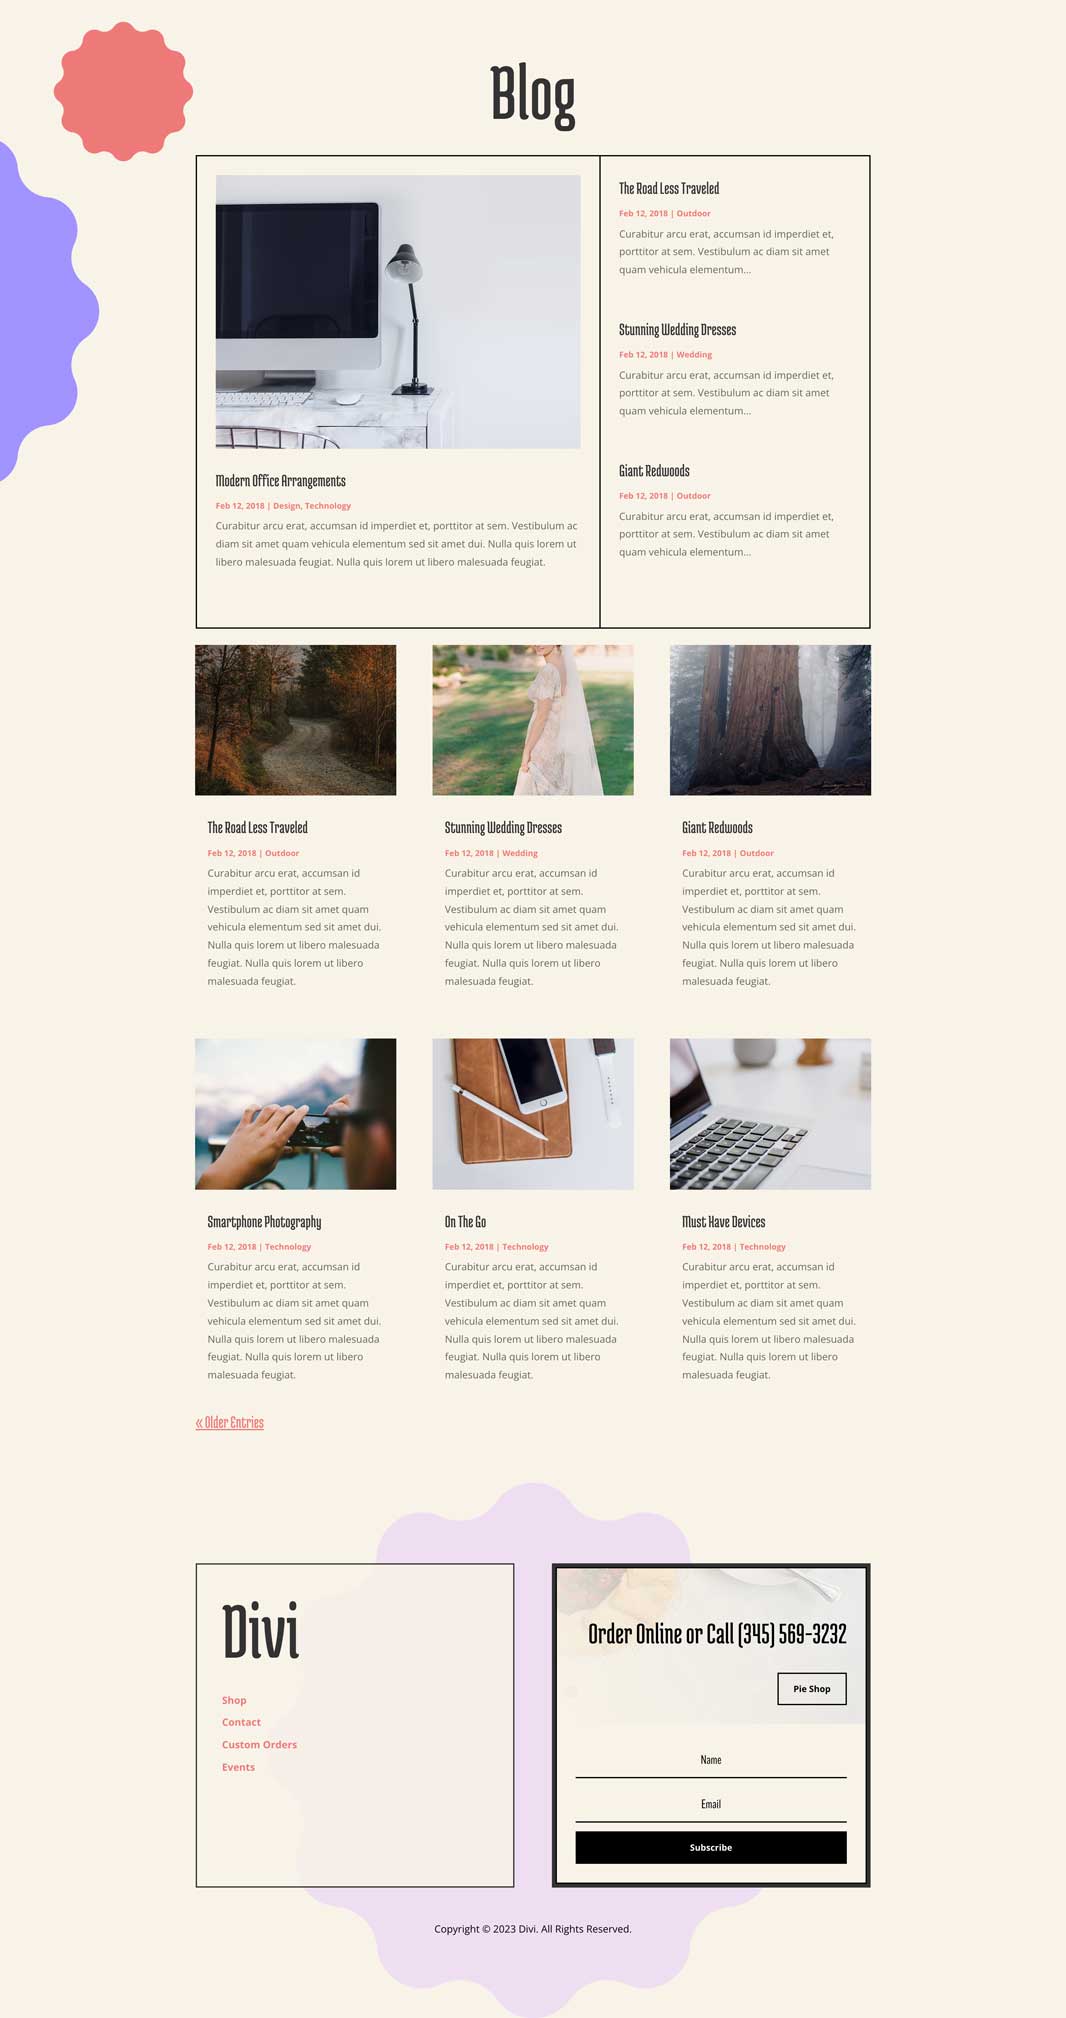 Blog
Modern Office Arrangements
Feb 12, 2018 | Design, Technology
Curabitur arcu erat, accumsan id imperdiet et, porttitor at sem. Vestibulum ac
diam sit amet quam vehicula elementum sed sit amet dui. Nulla quis lorem ut
libero malesuada feugiat. Nulla quis lorem ut libero malesuada feugiat.
The Road Less Traveled
Feb 12, 2018 | Outdoor
Curabitur arcu erat, accumsan id imperdiet et,
porttitor at sem. Vestibulum ac diam sit amet
quam vehicula elementum...
Stunning Wedding Dresses
Feb 12, 2018 | Wedding
Curabitur arcu erat, accumsan id imperdiet et,
porttitor at sem. Vestibulum ac diam sit amet
quam vehicula elementum...
Giant Redwoods
Feb 12, 2018 | Outdoor
Curabitur arcu erat, accumsan id imperdiet et,
porttitor at sem. Vestibulum ac diam sit amet
quam vehicula elementum...
The Road Less Traveled
Feb 12, 2018 | Outdoor
Curabitur arcu erat, accumsan id
imperdiet et, porttitor at sem.
Vestibulum ac diam sit amet quam
vehicula elementum sed sit amet dui.
Nulla quis lorem ut libero malesuada
feugiat. Nulla quis lorem ut libero
malesuada feugiat.
Stunning Wedding Dresses
Feb 12, 2018 | Wedding
Curabitur arcu erat, accumsan id
imperdiet et, porttitor at sem.
Vestibulum ac diam sit amet quam
vehicula elementum sed sit amet dui.
Nulla quis lorem ut libero malesuada
feugiat. Nulla quis lorem ut libero
malesuada feugiat.
Giant Redwoods
Feb 12, 2018 | Outdoor
Curabitur arcu erat, accumsan id
imperdiet et, porttitor at sem.
Vestibulum ac diam sit amet quam
vehicula elementum sed sit amet dui.
Nulla quis lorem ut libero malesuada
feugiat. Nulla quis lorem ut libero
malesuada feugiat.
Smartphone Photography
Feb 12, 2018 | Technology
Curabitur arcu erat, accumsan id
imperdiet et, porttitor at sem.
Vestibulum ac diam sit amet quam
vehicula elementum sed sit amet dui.
Nulla quis lorem ut libero malesuada
feugiat. Nulla quis lorem ut libero
malesuada feugiat.
On The Go
Feb 12, 2018 | Technology
Curabitur arcu erat, accumsan id
imperdiet et, porttitor at sem.
Vestibulum ac diam sit amet quam
vehicula elementum sed sit amet dui.
Nulla quis lorem ut libero malesuada
feugiat. Nulla quis lorem ut libero
malesuada feugiat.
Must Have Devices
Feb 12, 2018 | Technology
Curabitur arcu erat, accumsan id
imperdiet et, porttitor at sem.
Vestibulum ac diam sit amet quam
vehicula elementum sed sit amet dui.
Nulla quis lorem ut libero malesuada
feugiat. Nulla quis lorem ut libero
malesuada feugiat.
« Older Entries
Divi
Shop
Contact
Custom Orders
Events
Order Online or Call (345) 569-3232
Pie Shop
Name
Email
Subscribe
Copyright © 2023 Divi. All Rights Reserved.